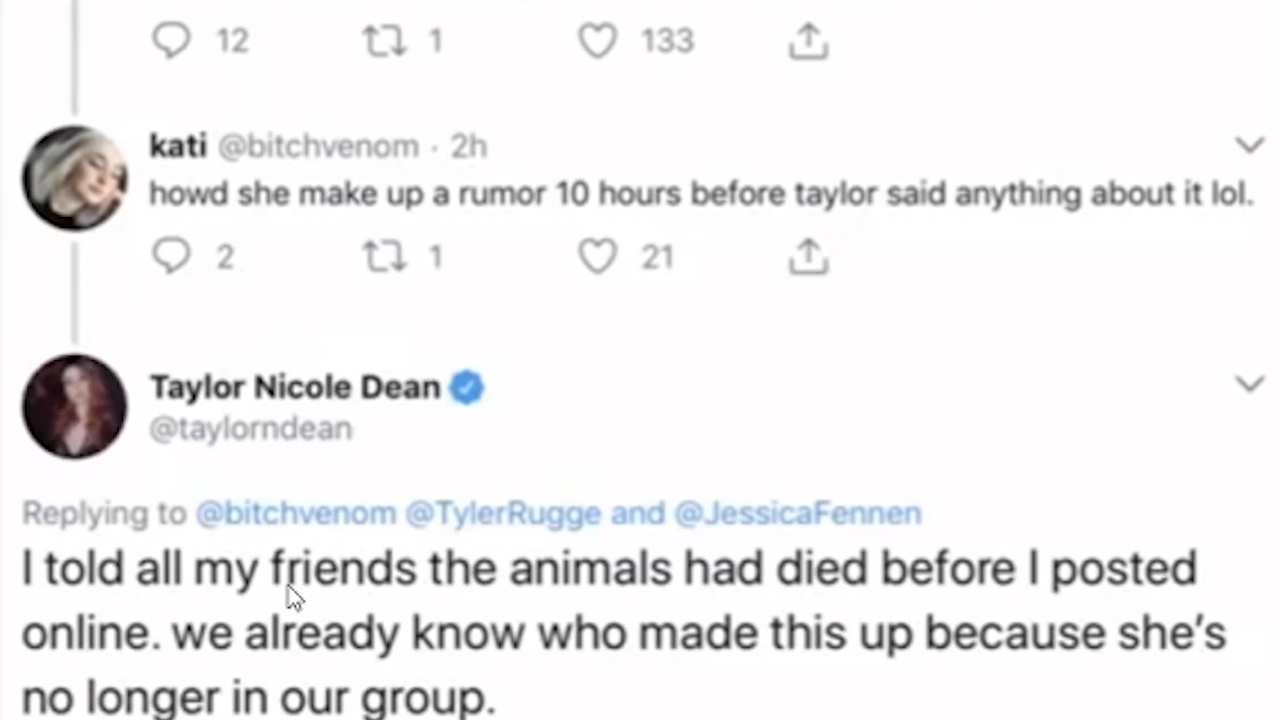 12 1 133
kati @bitchvenom · 2h
howd she make up a rumor 10 hours before taylor said anything about it lol.
2 1 21
Taylor Nicole Dean
@taylorndean
Replying to @bitchvenom @TylerRugge and @JessicaFennen
I told all my friends the animals had died before I posted
online. we already know who made this up because she's
no longer in our group.